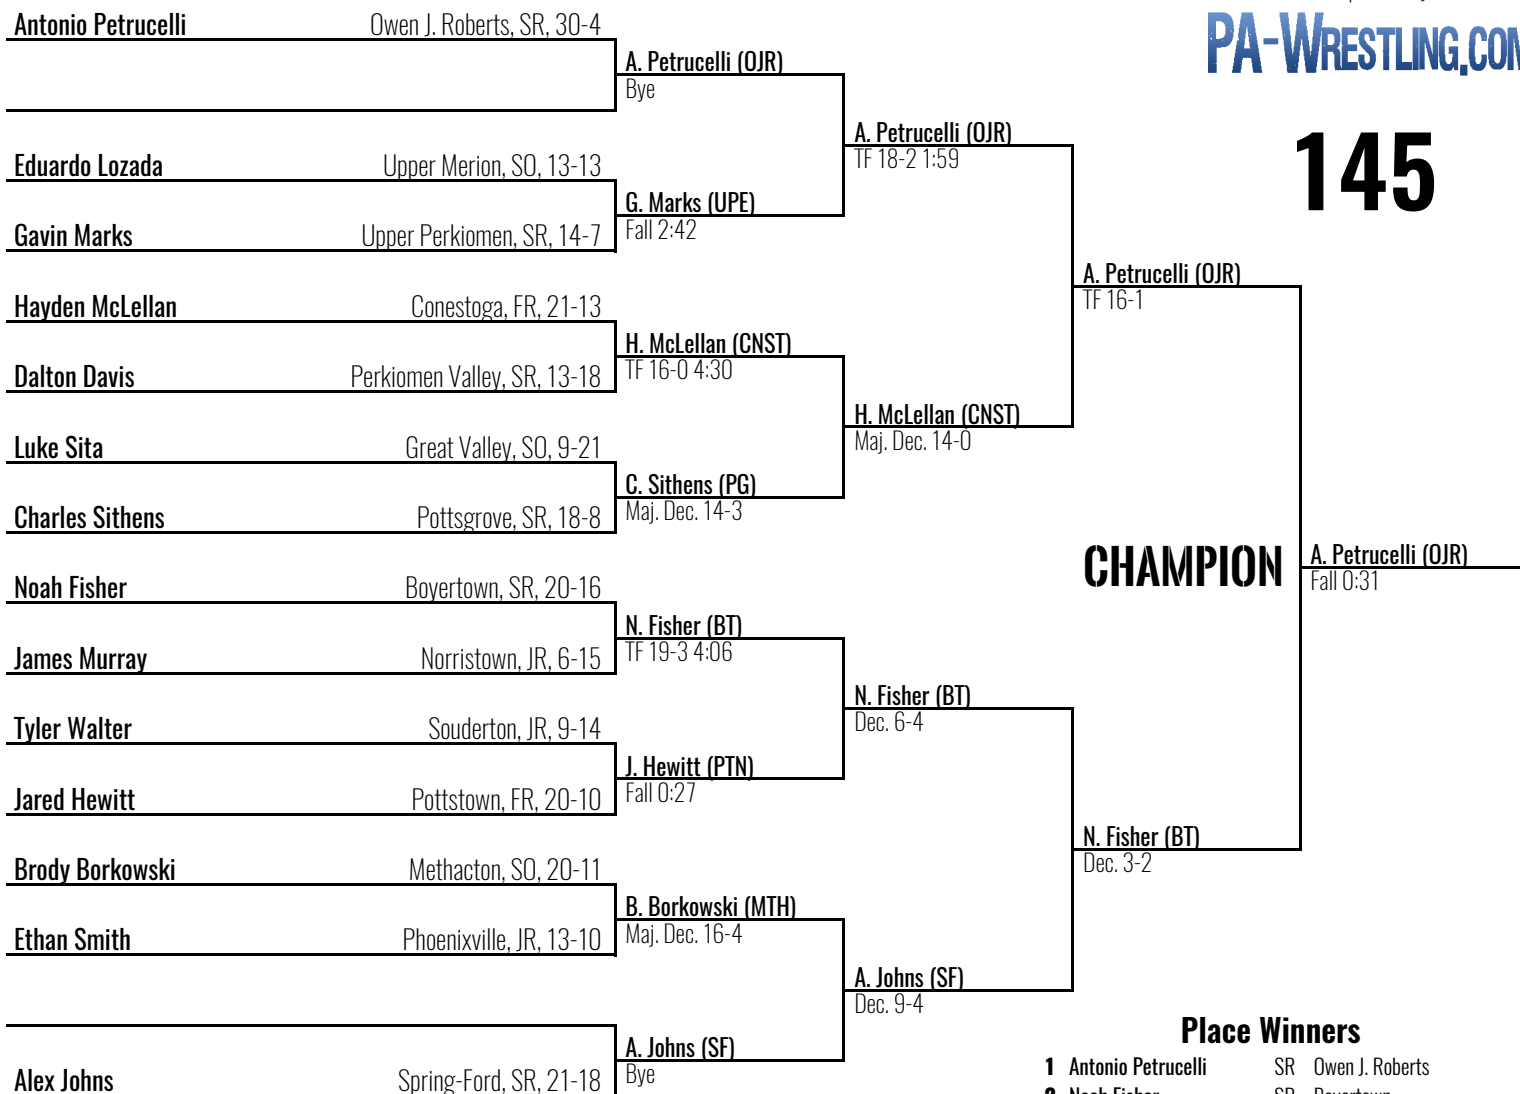 Antonio Petrucelli Owen J. Roberts, SR, 30-4
A. Petrucelli (OJR)
Bye
Eduardo Lozada Upper Merion, SO, 13-13
G. Marks (UPE)
Fall 2:42
Gavin Marks Upper Perkiomen, SR, 14-7
A. Petrucelli (OJR)
TF 18-2 1:59
Hayden McLellan Conestoga, FR, 21-13
H. McLellan (CNST)
TF 16-0 4:30
Dalton Davis Perkiomen Valley, SR, 13-18
Luke Sita Great Valley, SO, 9-21
C. Sithens (PG)
Maj. Dec. 14-3
Charles Sithens Pottsgrove, SR, 18-8
H. McLellan (CNST)
Maj. Dec. 14-0
A. Petrucelli (OJR)
TF 16-1
Noah Fisher Boyertown, SR, 20-16
N. Fisher (BT)
TF 19-3 4:06
James Murray Norristown, JR, 6-15
Tyler Walter Souderton, JR, 9-14
J. Hewitt (PTN)
Fall 0:27
Jared Hewitt Pottstown, FR, 20-10
N. Fisher (BT)
Dec. 6-4
Brody Borkowski Methacton, SO, 20-11
B. Borkowski (MTH)
Maj. Dec. 16-4
Ethan Smith Phoenixville, JR, 13-10
A. Johns (SF)
Bye
Alex Johns Spring-Ford, SR, 21-18
A. Johns (SF)
Dec. 9-4
N. Fisher (BT)
Dec. 3-2
PA-WRESTLING.COM
145
CHAMPION
A. Petrucelli (OJR)
Fall 0:31
Place Winners
1 Antonio Petrucelli SR Owen J. Roberts
2 Noah Fisher SR Boyertown